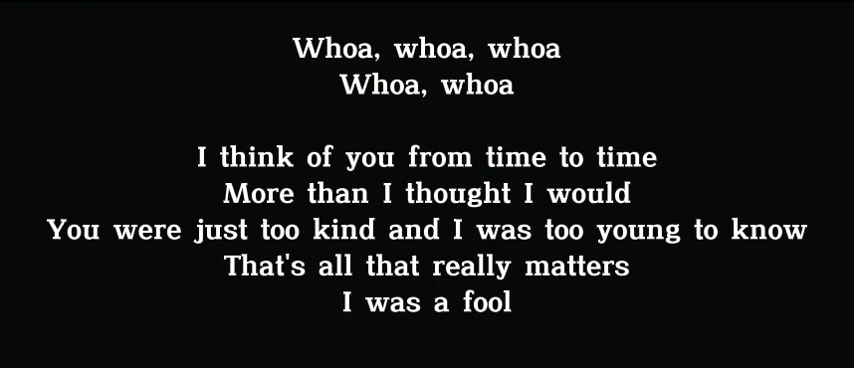 Whoa, whoa, whoa
Whoa, whoa
I think of you from time to time
More than I thought I would
You were just too kind and I was too young to know
That's all that really matters
I was a fool